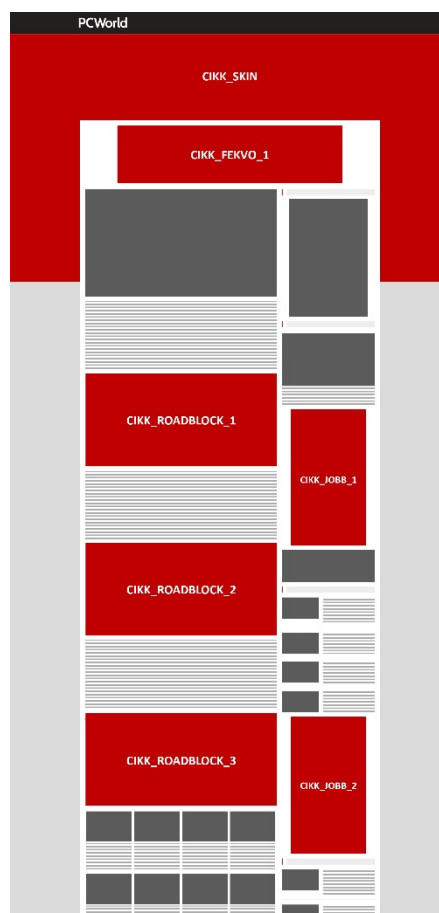 PCWorld
CIKK_SKIN
CIKK_FEKVO_1
CIKK_ROADBLOCK_1
CIKK_JOBB_1
CIKK_ROADBLOCK_2
CIKK_ROADBLOCK_3
CIKK_JOBB_2